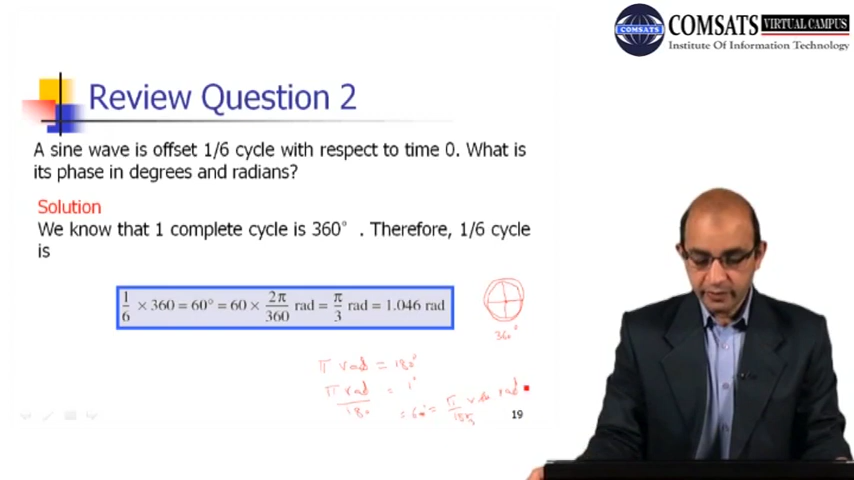 COMSATS
COMSATS VIRTUAL CAMPUS
Institute Of Information Technology
Review Question 2
A sine wave is offset 1/6 cycle with respect to time 0. What is
its phase in degrees and radians?
Solution
We know that 1 complete cycle is 360° . Therefore, 1/6 cycle
is
1/6 × 360 = 60° = 60 × 2π/360 rad = π/3 rad = 1.046 rad
360°
π rad = 180°
π rad/180 = 1°
= 60° = π/180 rad
19